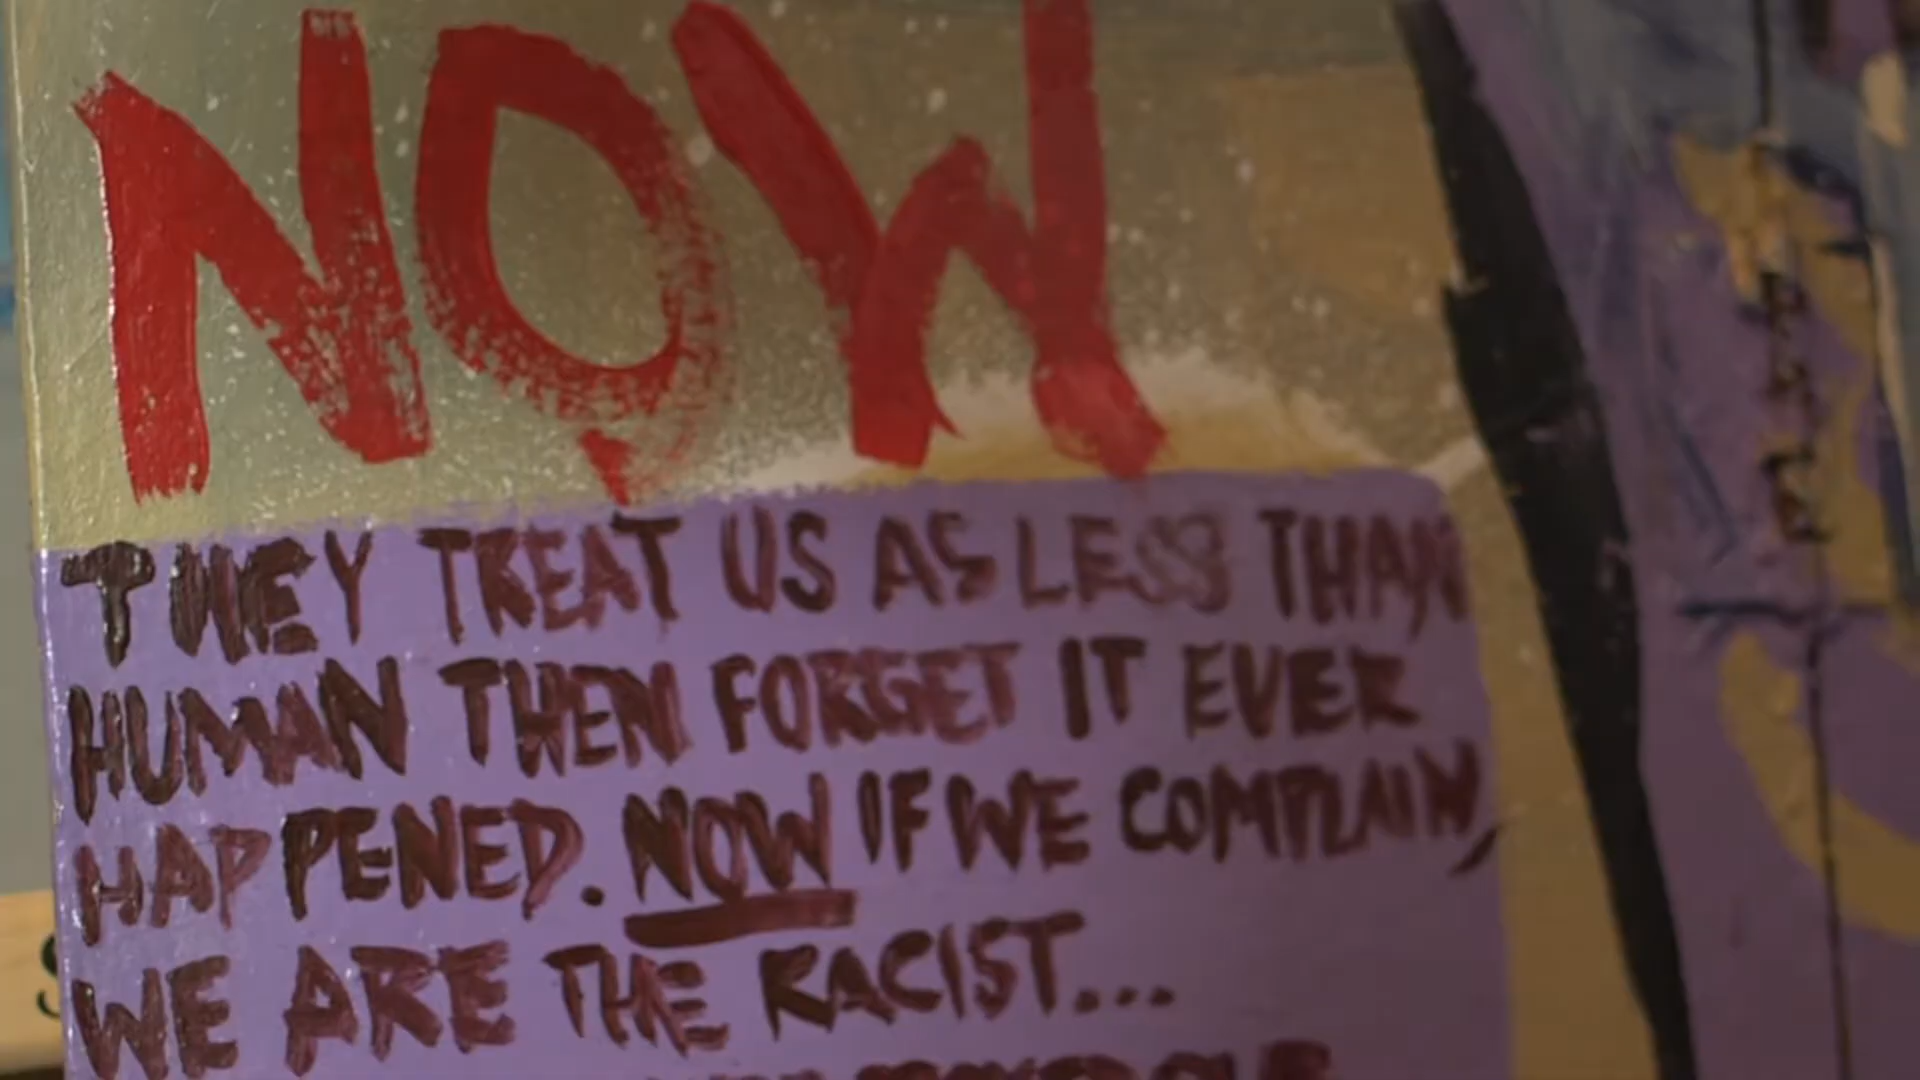 NOW
THEY TREAT US AS LESS THAN
HUMAN THEN FORGET IT EVER
HAPPENED. NOW IF WE COMPLAIN,
WE ARE THE RACIST...